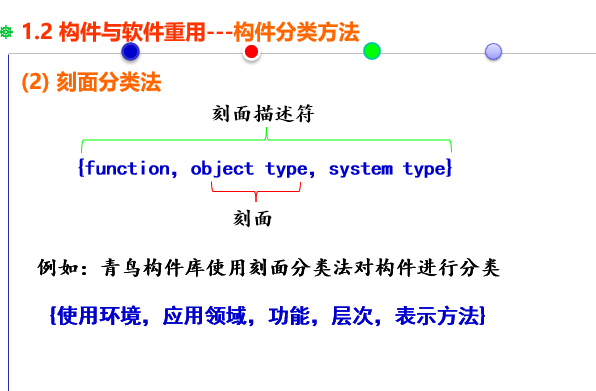 1.2 构件与软件重用---构件分类方法
(2) 刻面分类法
刻面描述符
{function, object type, system type}
刻面
例如：青鸟构件库使用刻面分类法对构件进行分类
{使用环境，应用领域，功能，层次，表示方法}